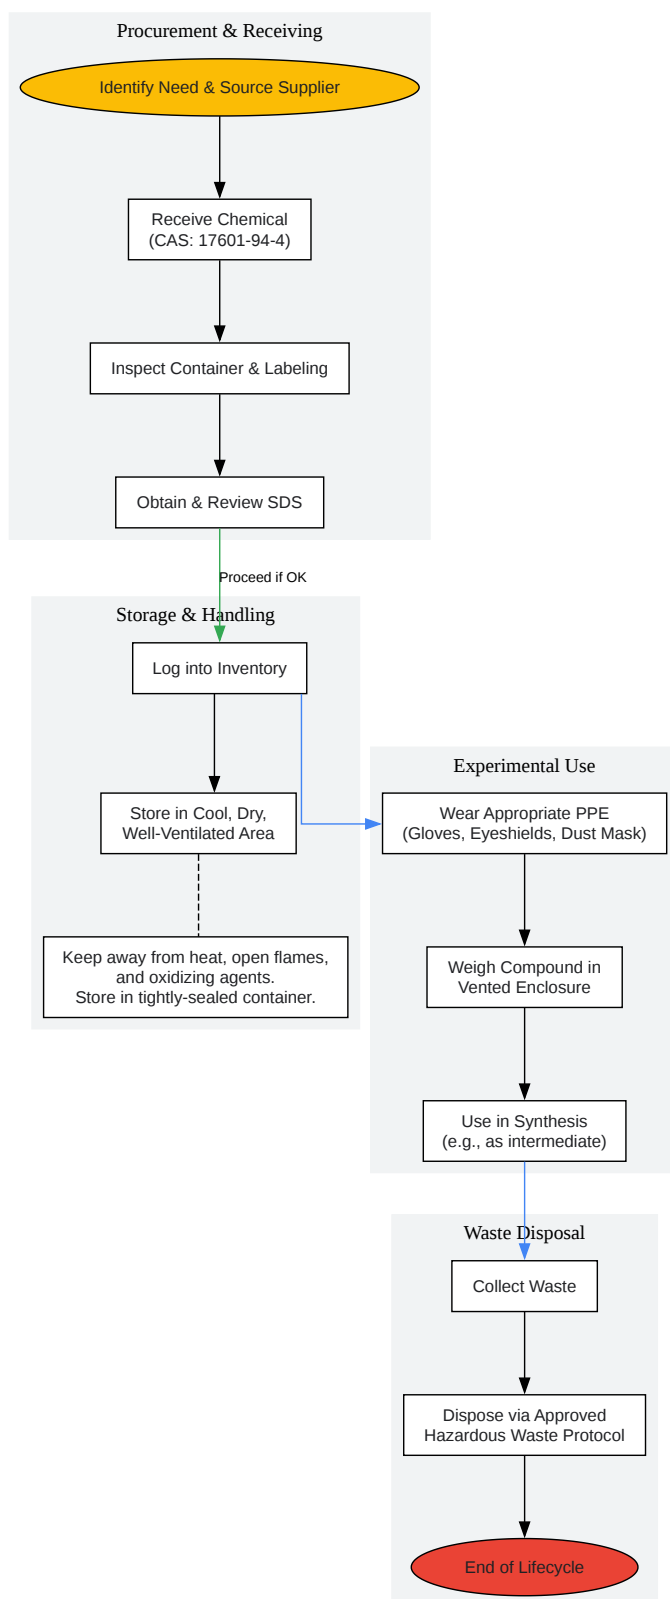 Procurement & Receiving
Identify Need & Source Supplier
Receive Chemical
(CAS: 17601-94-4)
Inspect Container & Labeling
Obtain & Review SDS
Proceed if OK
Storage & Handling
Log into Inventory
Store in Cool, Dry,
Well-Ventilated Area
Keep away from heat, open flames,
and oxidizing agents.
Store in tightly-sealed container.
Experimental Use
Wear Appropriate PPE
(Gloves, Eyeshields, Dust Mask)
Weigh Compound in
Vented Enclosure
Use in Synthesis
(e.g., as intermediate)
Waste Disposal
Collect Waste
Dispose via Approved
Hazardous Waste Protocol
End of Lifecycle